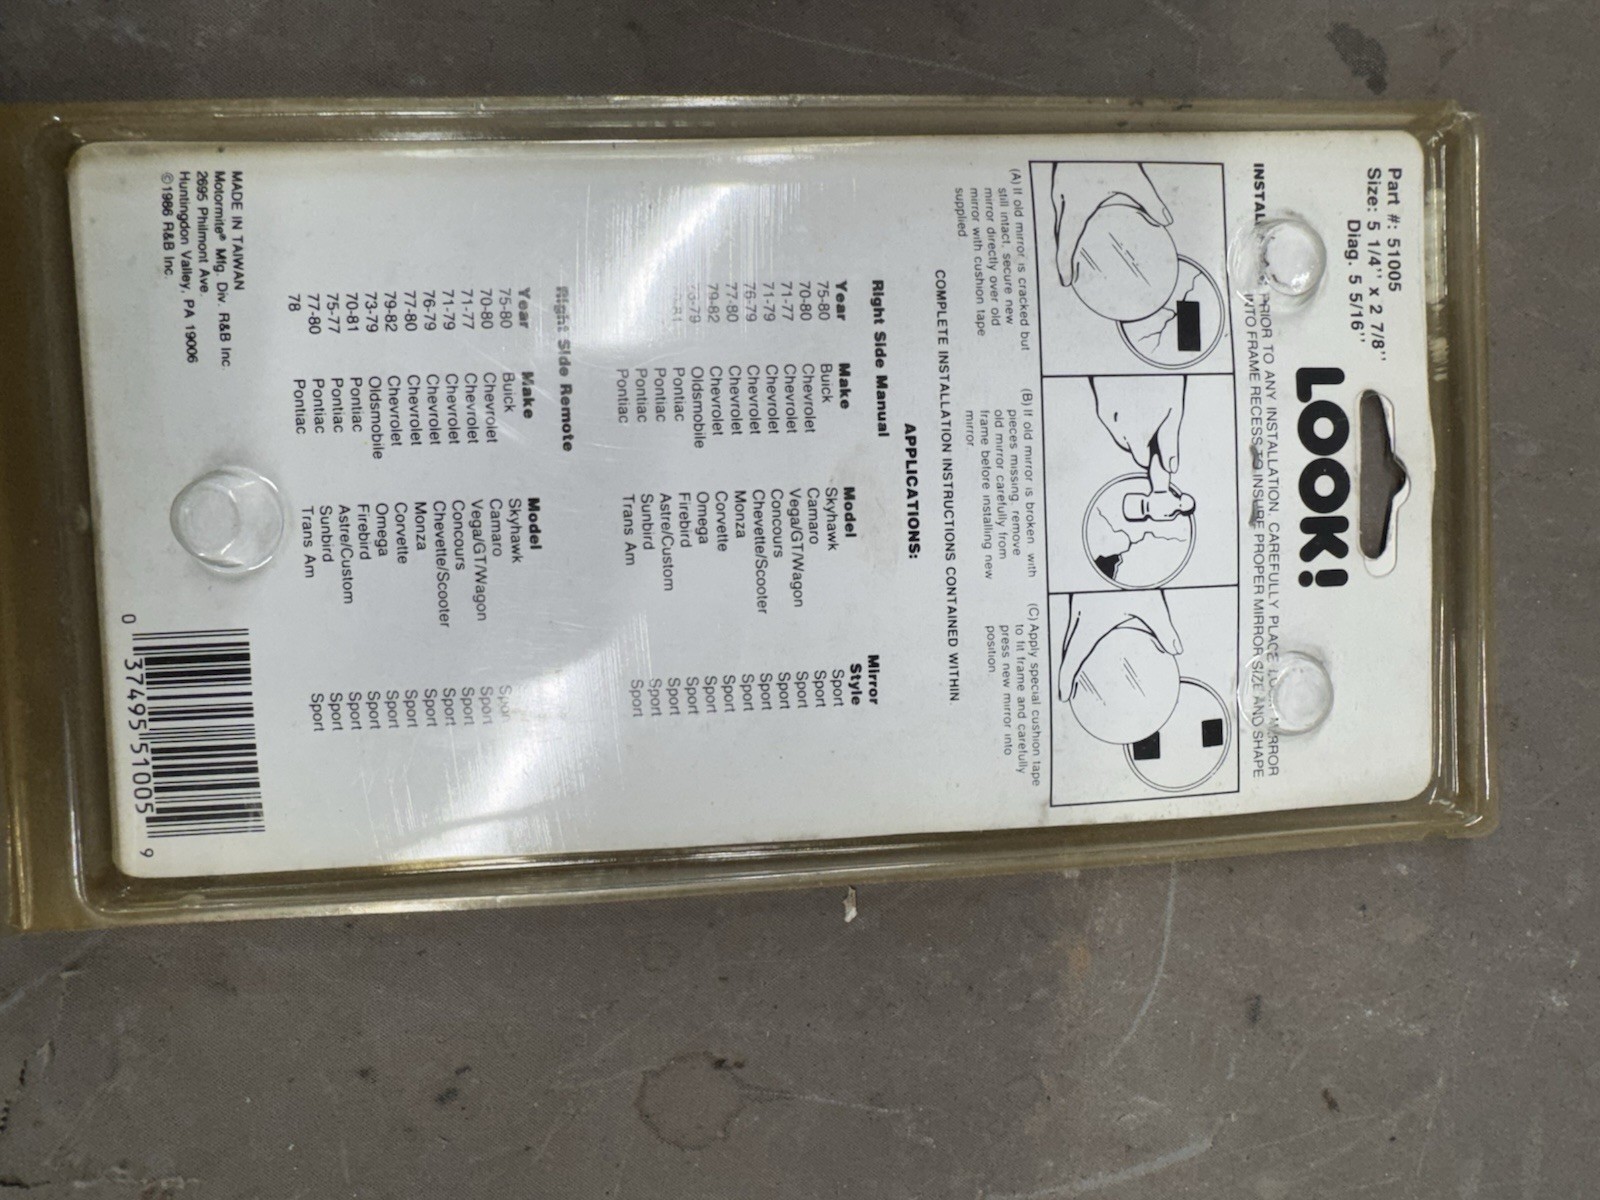 Part #: 51005
Size: 5 1/4'' x 2 7/8''
Diag. 5 5/16''
LOOK!
PRIOR TO ANY INSTALLATION, CAREFULLY PLACE MIRROR
INTO FRAME RECESS TO INSURE PROPER MIRROR SIZE AND SHAPE
(A) If old mirror is cracked but
still intact, secure new
mirror directly over old
mirror with cushion tape
supplied.
(B) If old mirror is broken, with
pieces missing, remove
old mirror carefully from
frame before installing new
mirror.
(C) Apply special cushion tape
to fit frame and carefully
press new mirror into
position.
COMPLETE INSTALLATION INSTRUCTIONS CONTAINED WITHIN.
APPLICATIONS:
Right Side Manual
Year Make Model Mirror Style
75-80 Buick Skyhawk Sport
70-80 Chevrolet Camaro Sport
71-77 Chevrolet Vega/GT/Wagon Sport
71-79 Chevrolet Concours Sport
76-79 Chevrolet Chevette/Scooter Sport
77-80 Chevrolet Monza Sport
79-82 Chevrolet Corvette Sport
Oldsmobile Omega Sport
Pontiac Firebird Sport
Pontiac Astre/Custom Sport
Pontiac Sunbird Sport
Pontiac Trans Am Sport
Right Side Remote
Year Make Model
75-80 Buick Skyhawk Sport
70-80 Chevrolet Camaro Sport
71-77 Chevrolet Vega/GT/Wagon Sport
71-79 Chevrolet Concours Sport
76-79 Chevrolet Chevette/Scooter Sport
77-80 Chevrolet Monza Sport
79-82 Chevrolet Corvette Sport
73-79 Oldsmobile Omega Sport
70-81 Pontiac Firebird Sport
75-77 Pontiac Astre/Custom Sport
77-80 Pontiac Sunbird Sport
78 Pontiac Trans Am Sport
MADE IN TAIWAN
Motormite® Mfg. Div. R&B Inc.
2695 Philmont Ave.
Huntingdon Valley, PA 19006
©1986 R&B Inc.
0 37495 51005 9